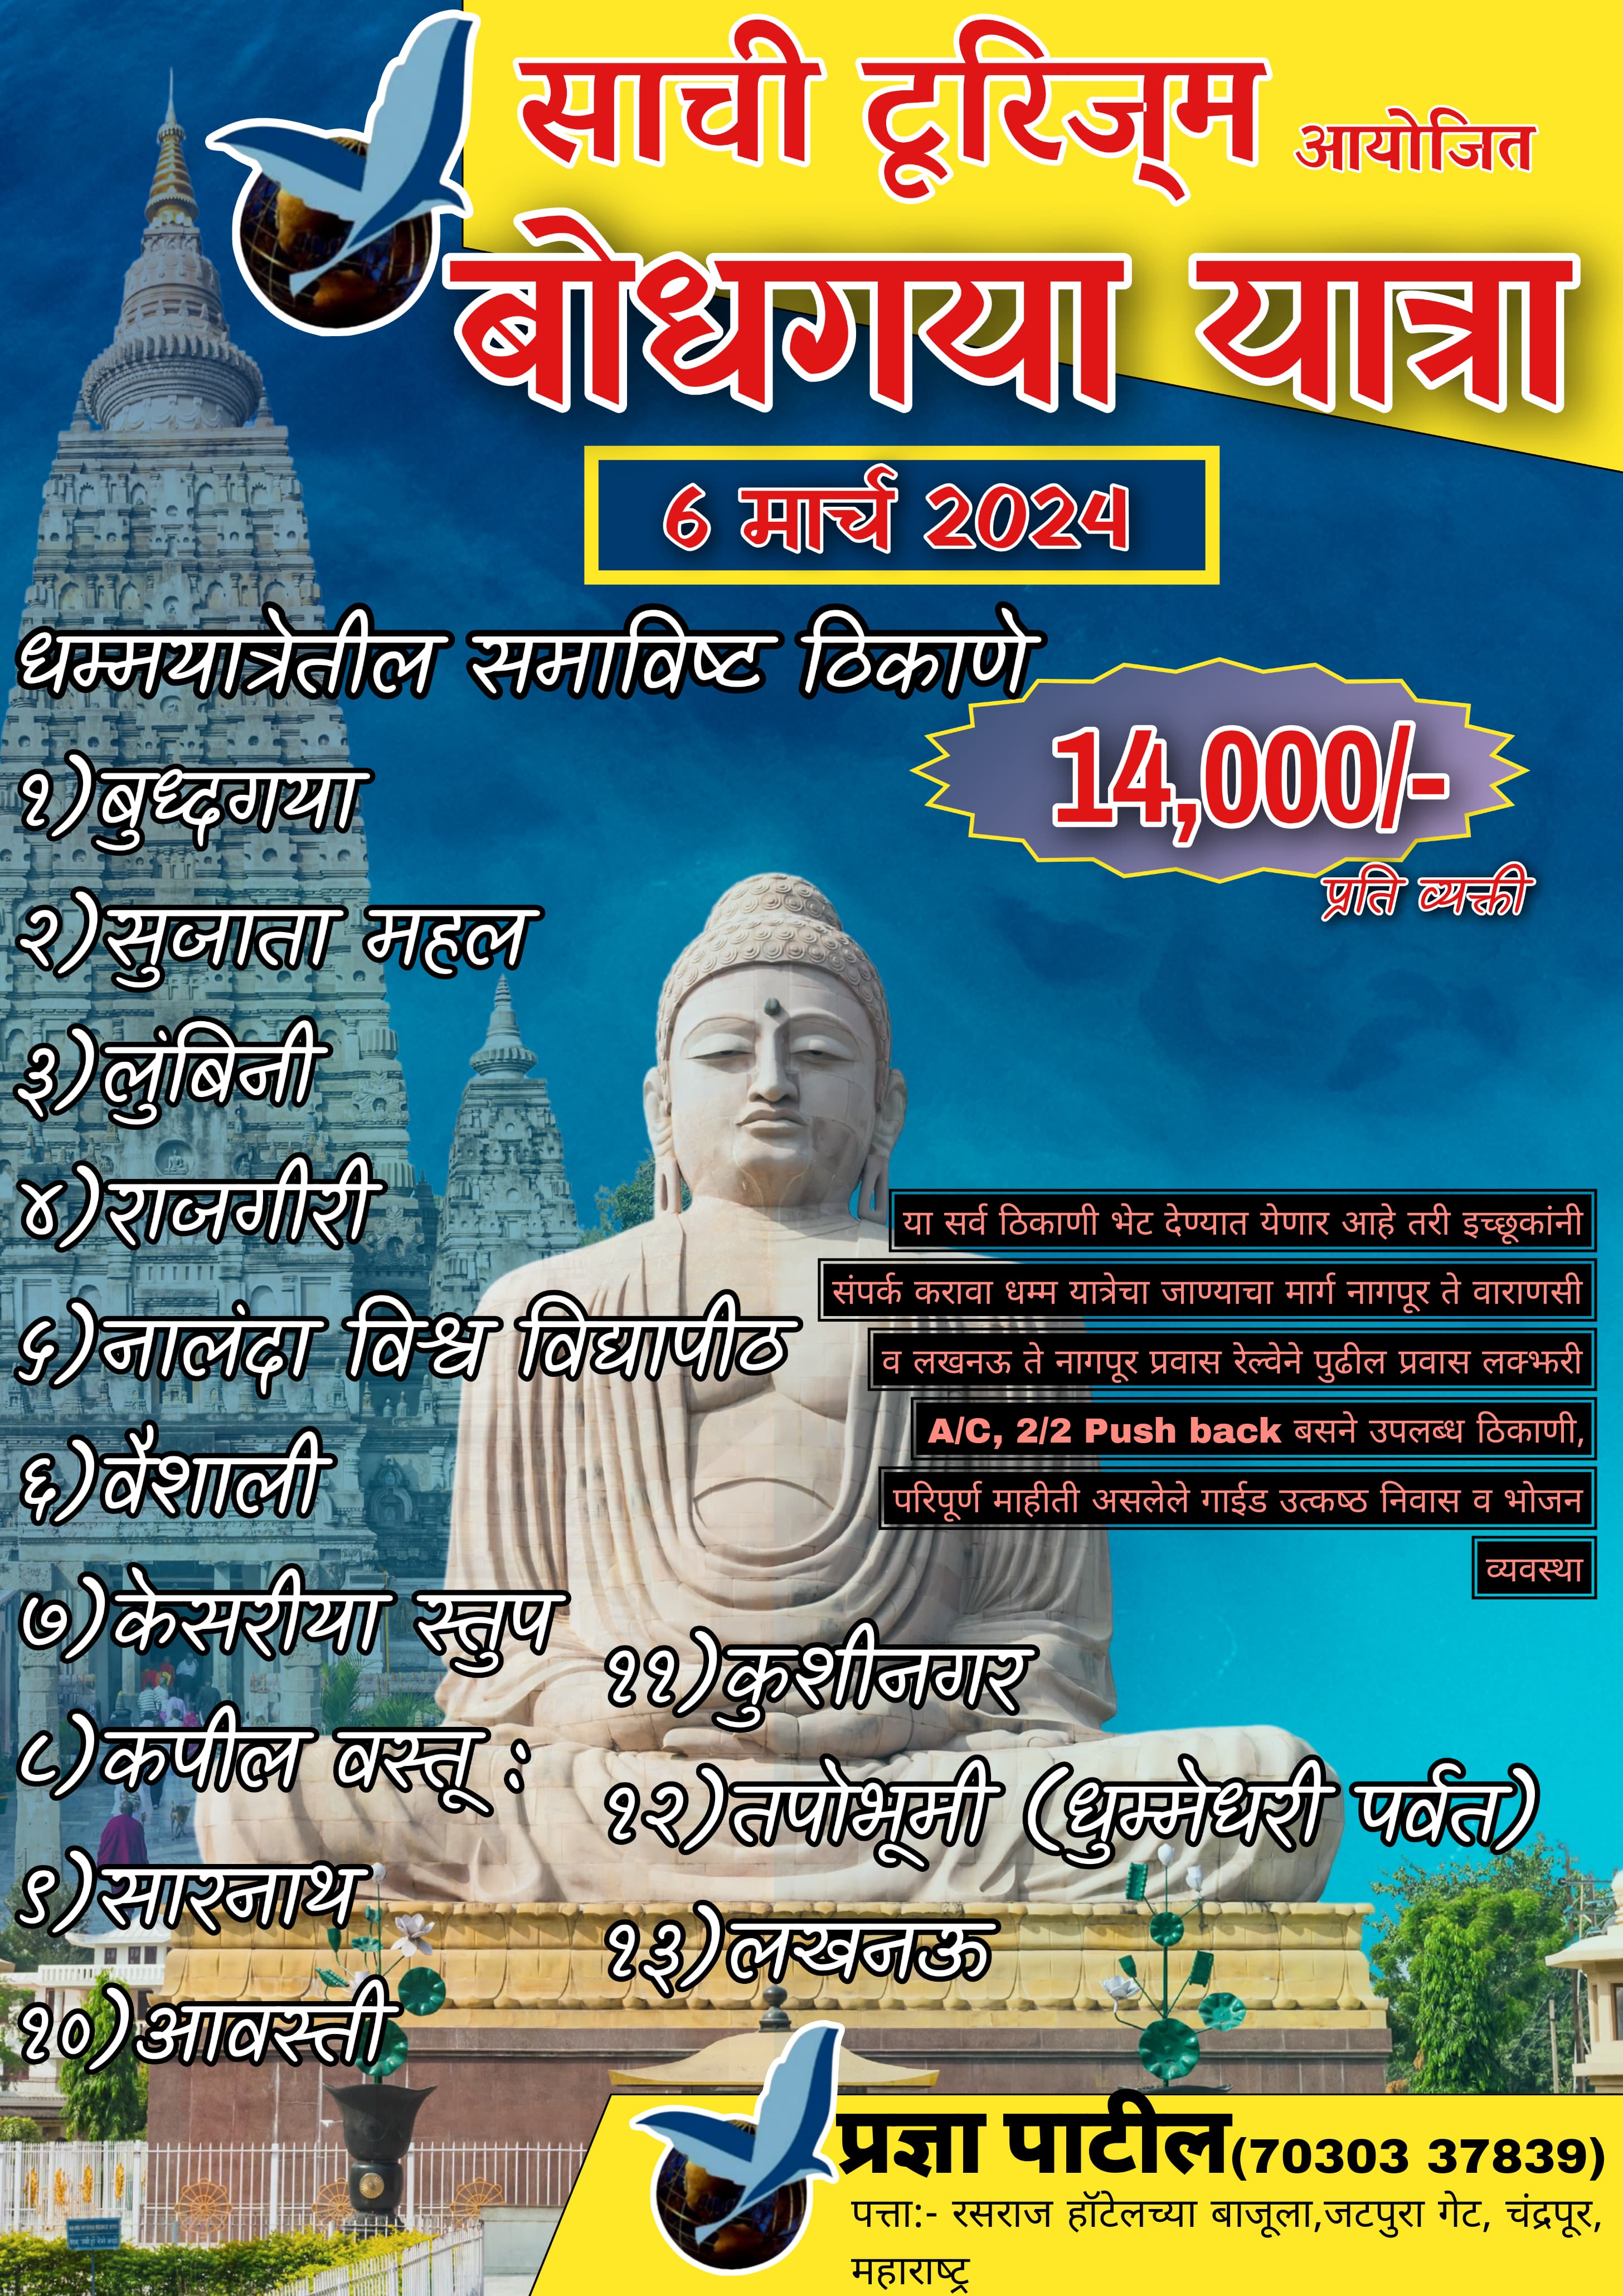 साची टूरिज्म आयोजित
बोधगया यात्रा
6 मार्च 2024
धम्मयात्रेतील समाविष्ट ठिकाणे
14,000/-
प्रति व्यक्ती
१)बुध्दगया
२)सुजाता महल
३)लुंबिनी
४)राजगीरी
५)नालंदा विश्व विद्यापीठ
६)वैशाली
७)केसरीया स्तुप
८)कपील वस्तू :
९)सारनाथ
१०)आवस्ती
या सर्व ठिकाणी भेट देण्यात येणार आहे तरी इच्छूकांनी
संपर्क करावा धम्म यात्रेचा जाण्याचा मार्ग नागपूर ते वाराणसी
व लखनऊ ते नागपूर प्रवास रेल्वेने पुढील प्रवास लक्झरी
A/C, 2/2 Push back बसने उपलब्ध ठिकाणी,
परिपूर्ण माहीती असलेले गाईड उत्कष्ठ निवास व भोजन
व्यवस्था
११)कुशीनगर
१२)तपोभूमी (धुम्मेधरी पर्वत)
१३)लखनऊ
प्रज्ञा पाटील(70303 37839)
पत्ता:- रसराज हॉटेलच्या बाजूला,जटपुरा गेट, चंद्रपूर,
महाराष्ट्र